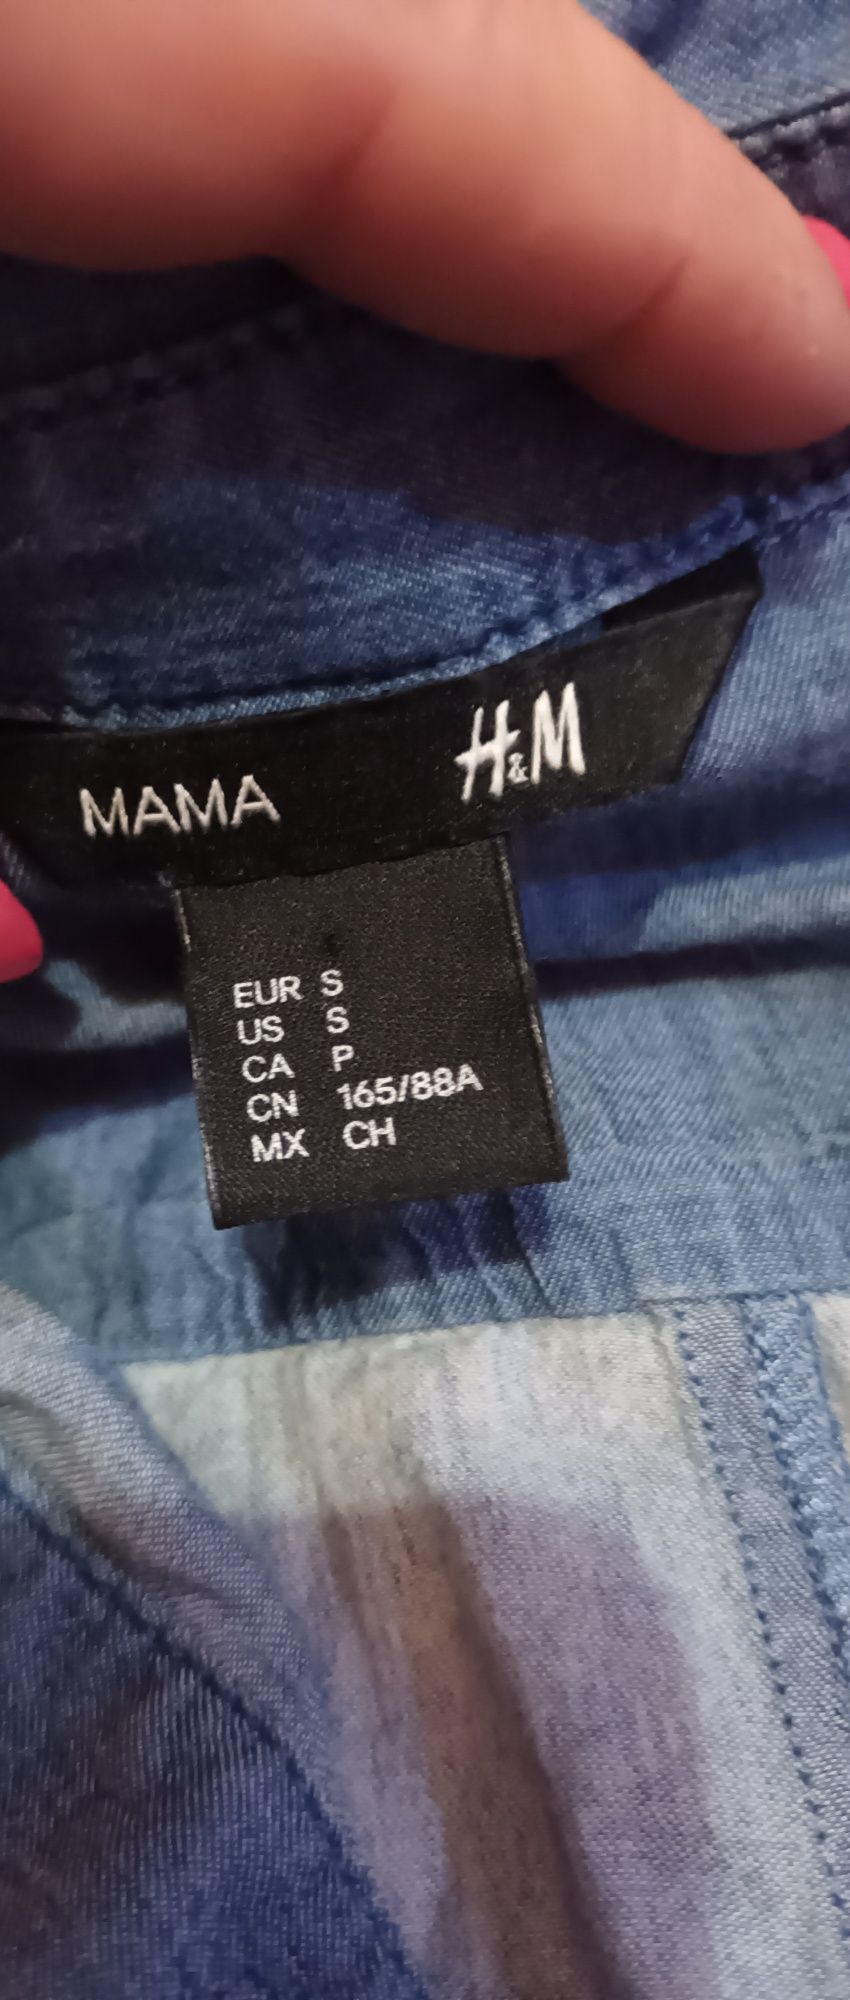 MAMA H&M
EUR S
US S
CA P
CN 165/88A
MX CH